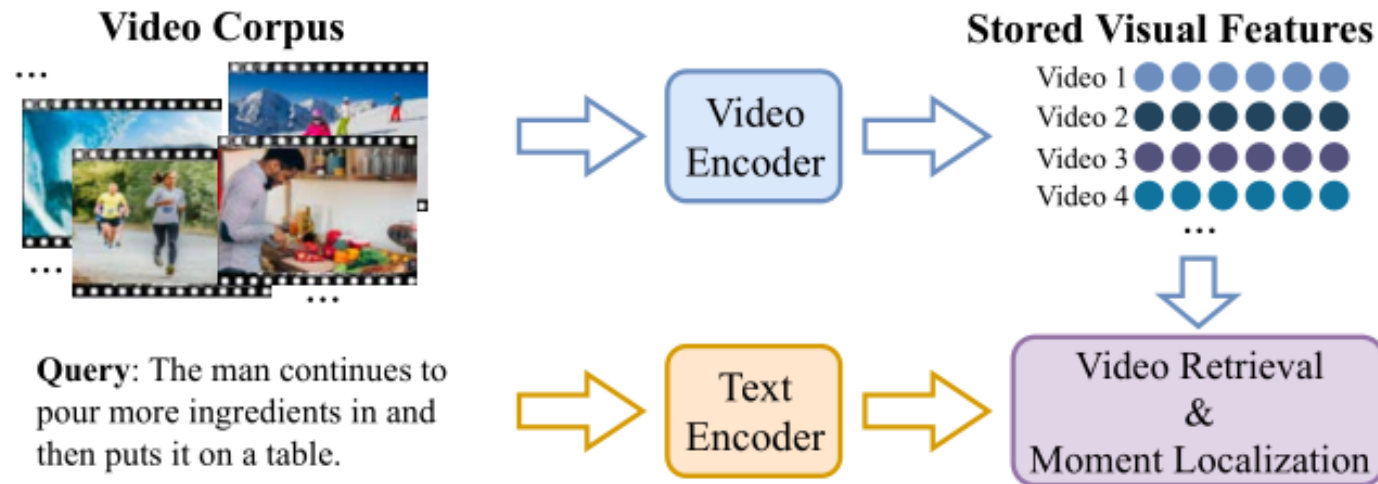 Video Corpus
...
...
...
Query: The man continues to
pour more ingredients in and
then puts it on a table.
Video
Encoder
Text
Encoder
Stored Visual Features
Video 1
Video 2
Video 3
Video 4
...
Video Retrieval
&
Moment Localization